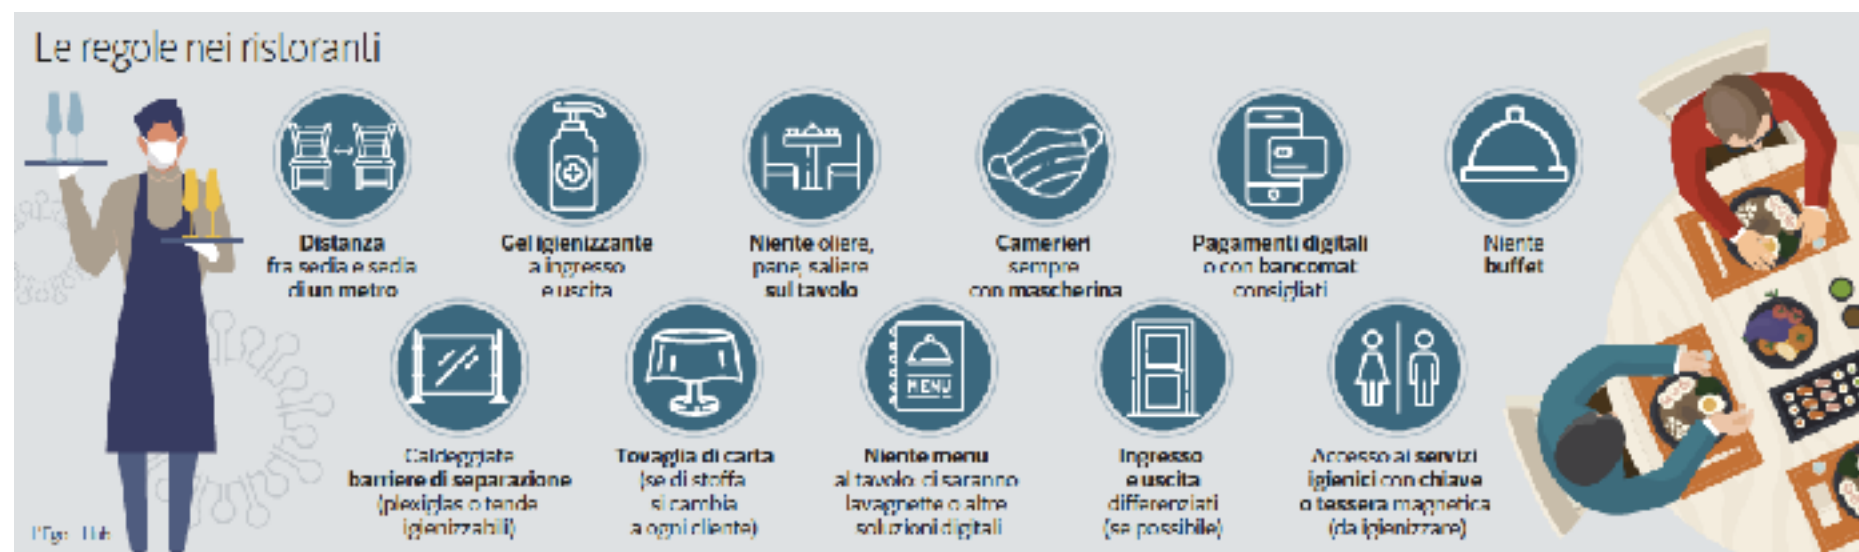 Le regole nei ristoranti
Distanza
fra sedia e sedia
di un metro
Gel igienizzante
a ingresso
e uscita
Niente oliere,
pane, saliere
sul tavolo
Camerieri
sempre
con mascherina
Pagamenti digitali
o con bancomat
consigliati
Niente
buffet
Caldeggiate
barriere di separazione
(plexiglas o tende
igienizzabili)
Tovaglia di carta
(se di stoffa
si cambia
a ogni cliente)
MENU
Niente menu
al tavolo: ci saranno
lavagnette o altre
soluzioni digitali
Ingresso
e uscita
differenziati
(se possibile)
Accesso ai servizi
igienici con chiave
o tessera magnetica
(da igienizzare)
L'Ego - Hub